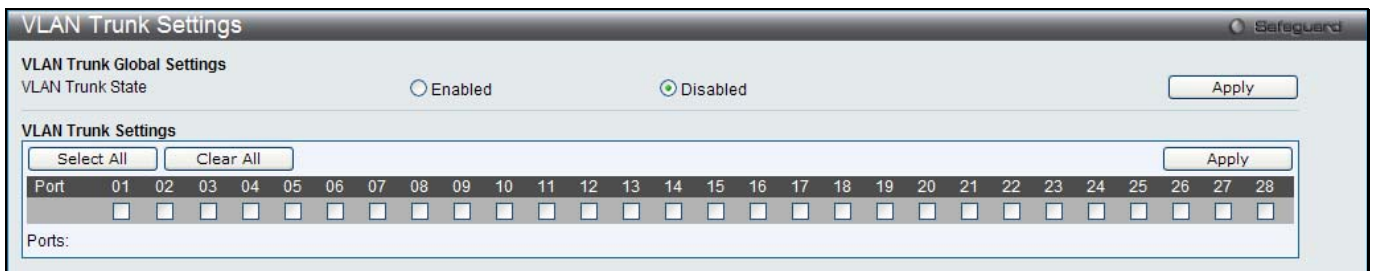 VLAN Trunk Settings
Safeguard
VLAN Trunk Global Settings
VLAN Trunk State Enabled Disabled Apply
VLAN Trunk Settings
Select All Clear All Apply
Port 01 02 03 04 05 06 07 08 09 10 11 12 13 14 15 16 17 18 19 20 21 22 23 24 25 26 27 28
Ports: